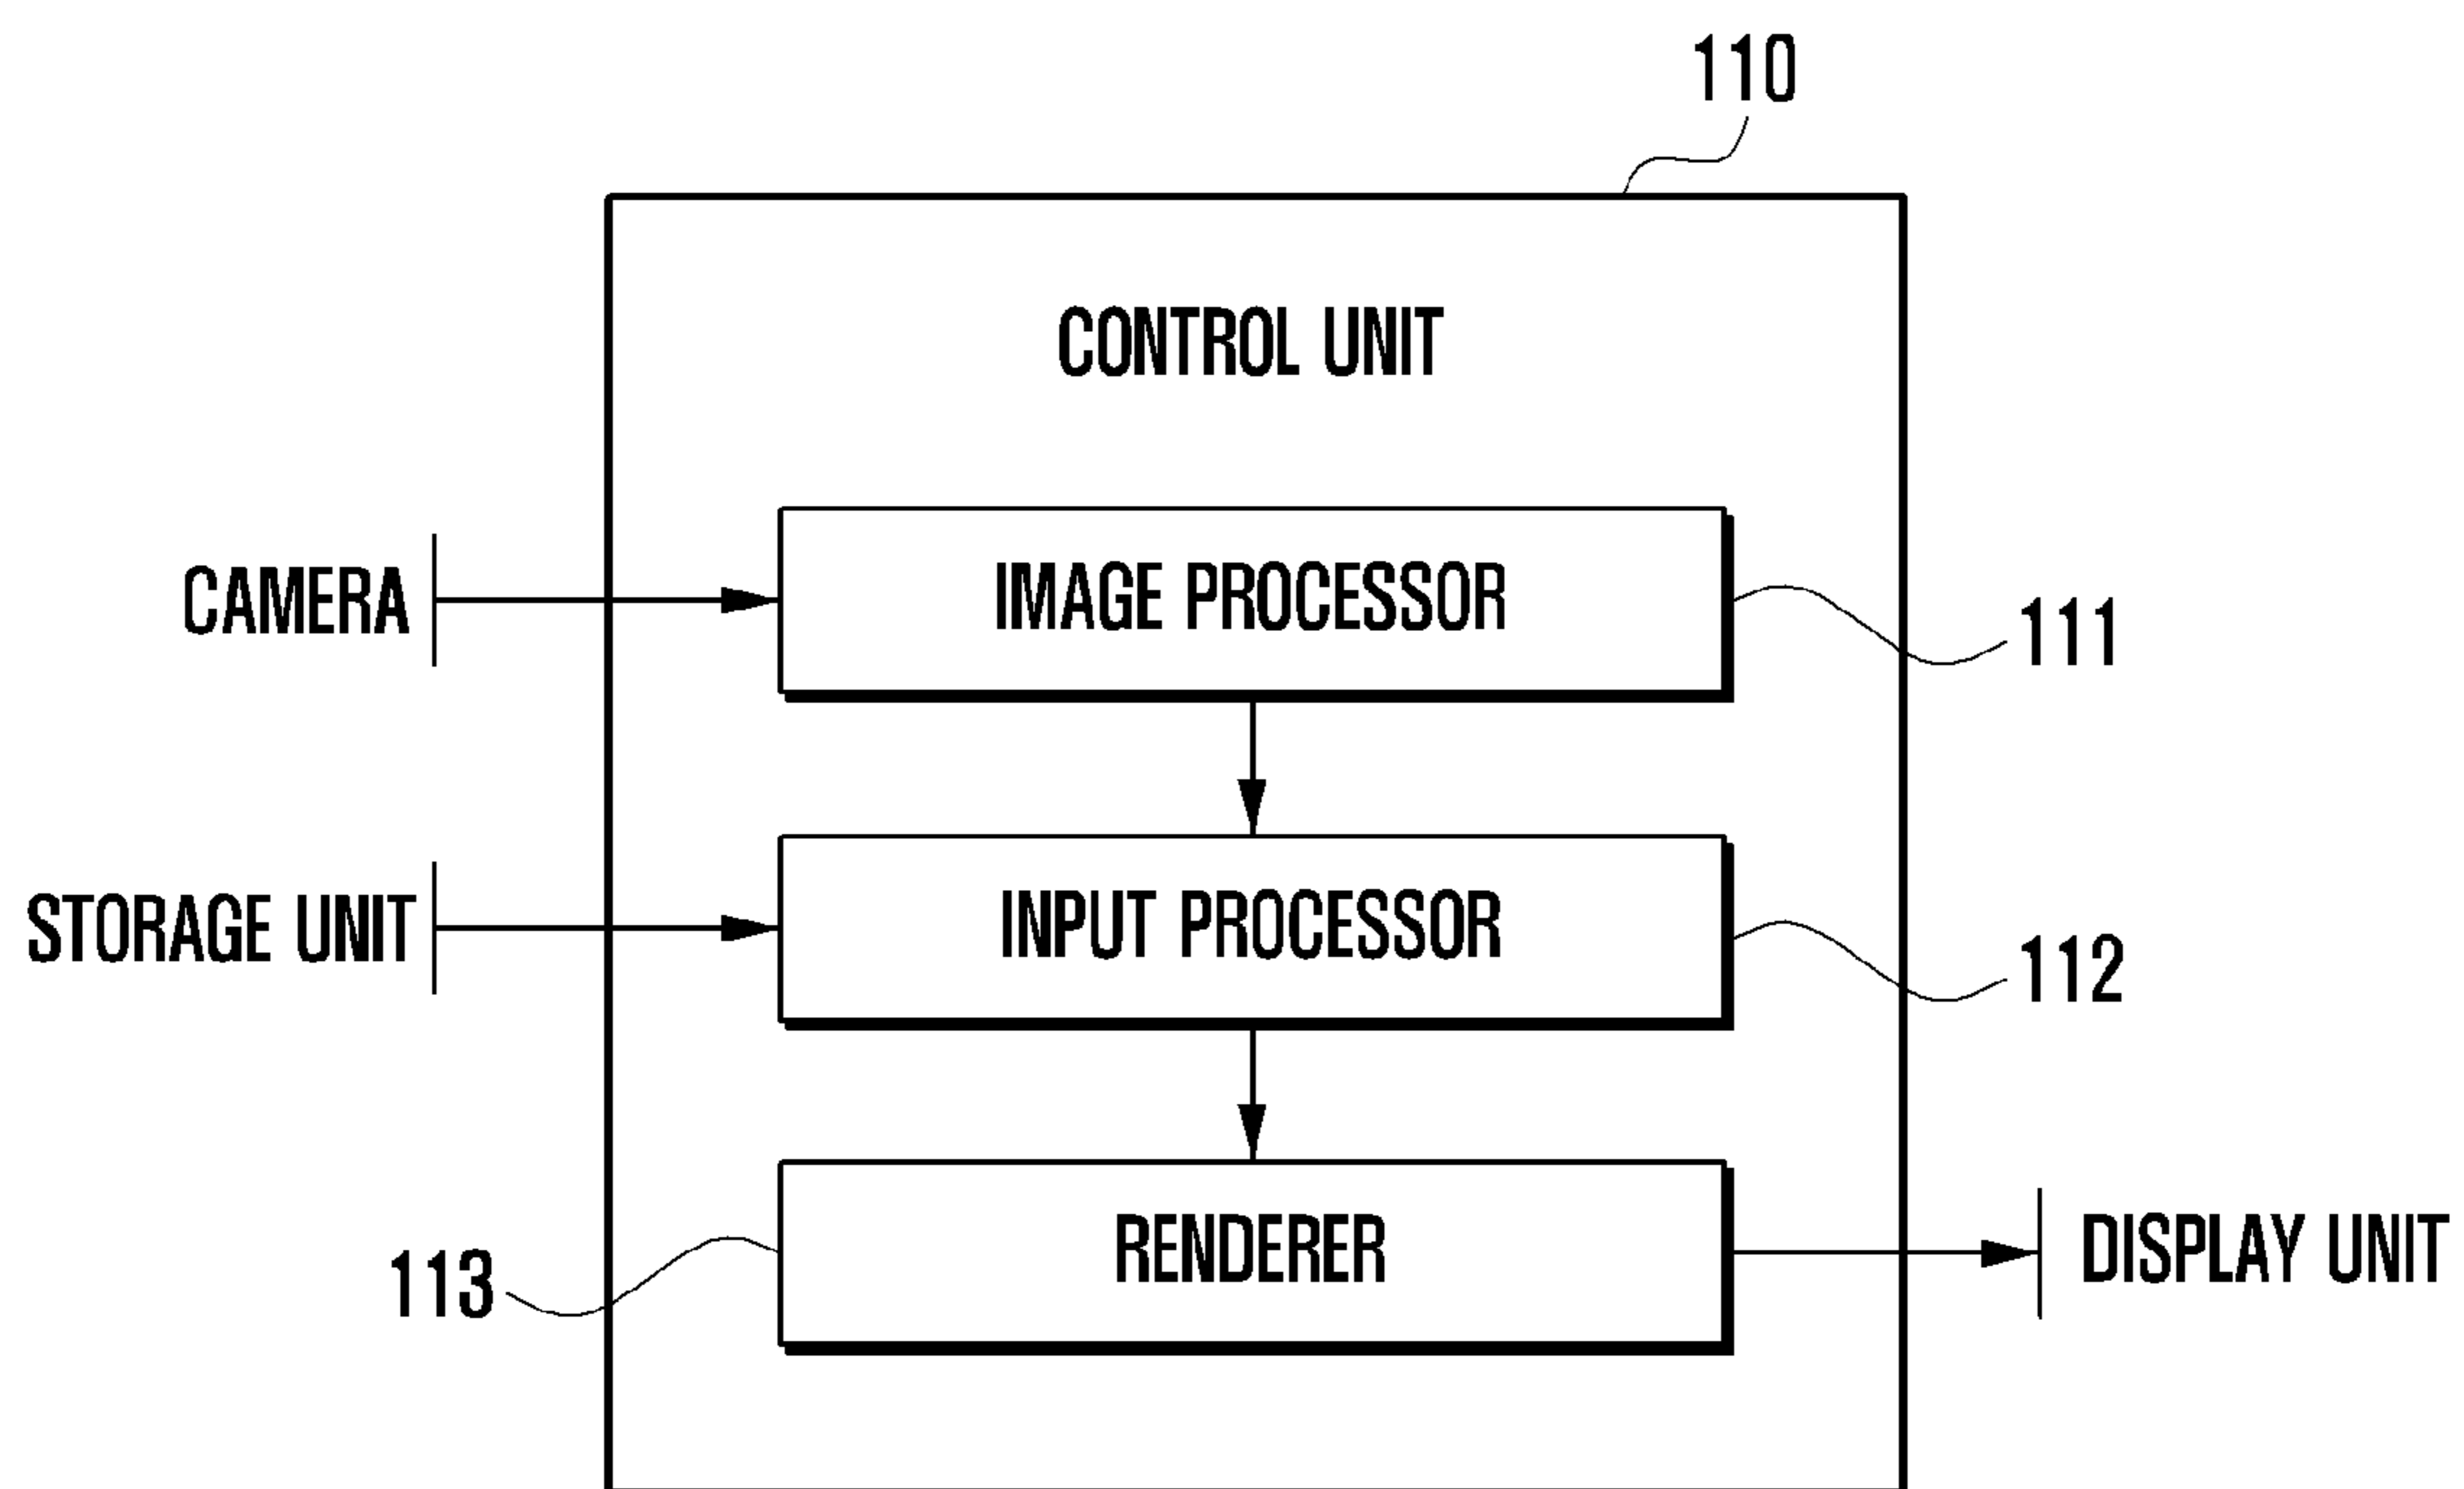 110
CONTROL UNIT
CAMERA
IMAGE PROCESSOR
111
STORAGE UNIT
INPUT PROCESSOR
112
113
RENDERER
DISPLAY UNIT